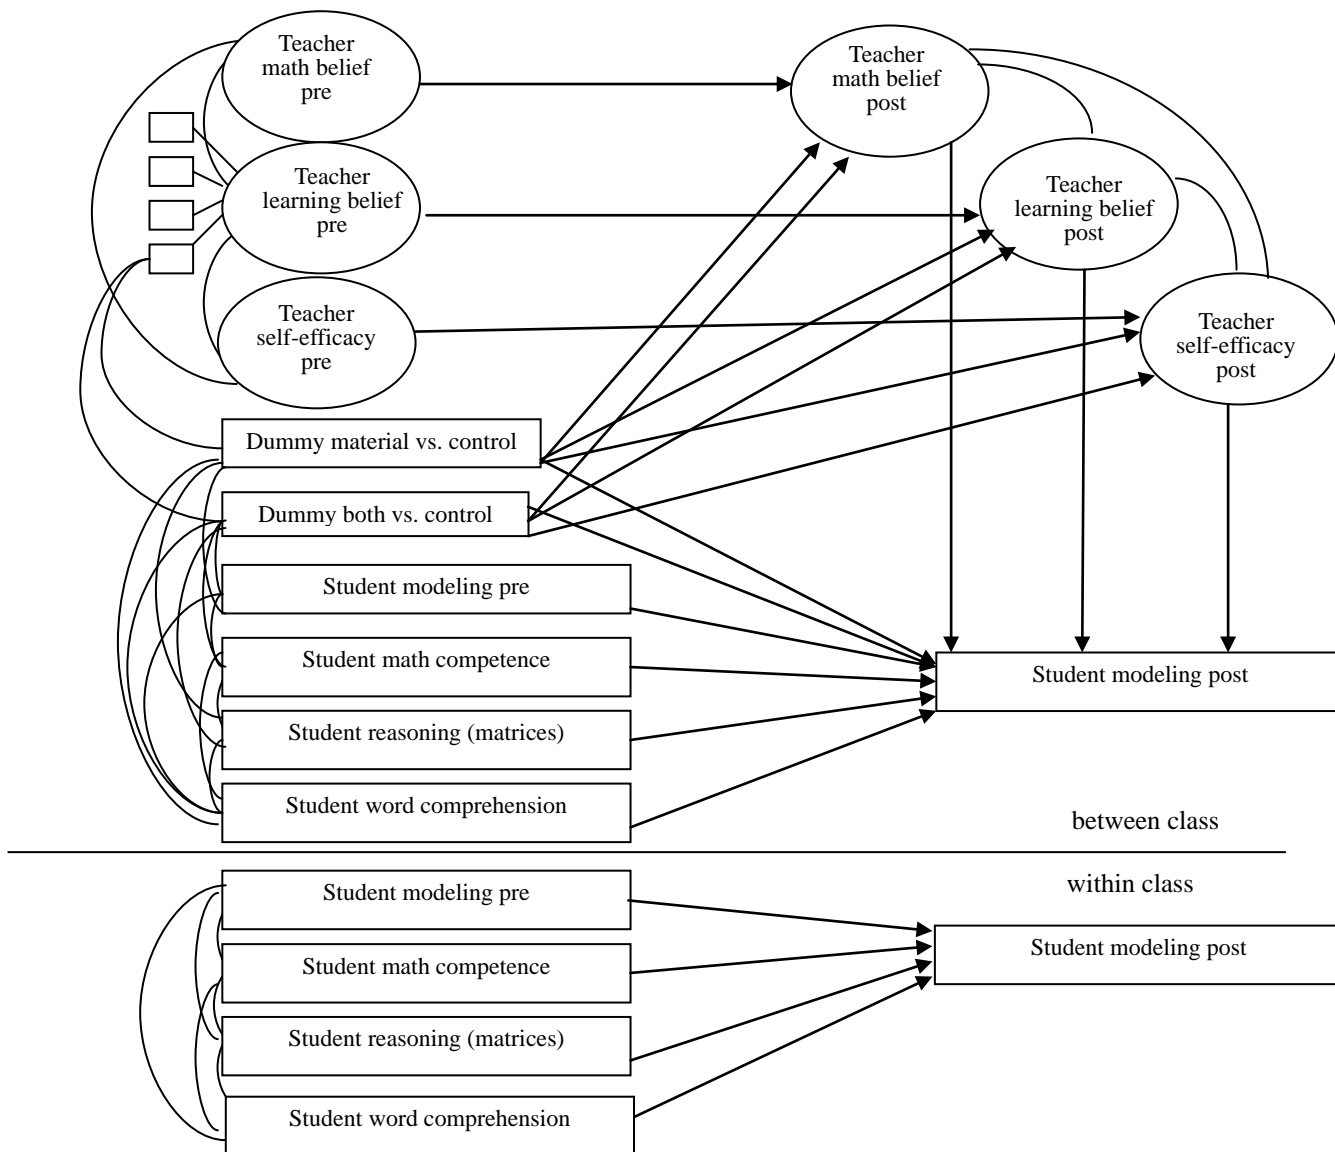 Teacher
math belief
pre
Teacher
math belief
post
Teacher
learning belief
pre
Teacher
learning belief
post
Teacher
self-efficacy
pre
Teacher
self-efficacy
post
Dummy material vs. control
Dummy both vs. control
Student modeling pre
Student math competence
Student modeling post
Student reasoning (matrices)
Student word comprehension
between class
within class
Student modeling pre
Student modeling post
Student math competence
Student reasoning (matrices)
Student word comprehension